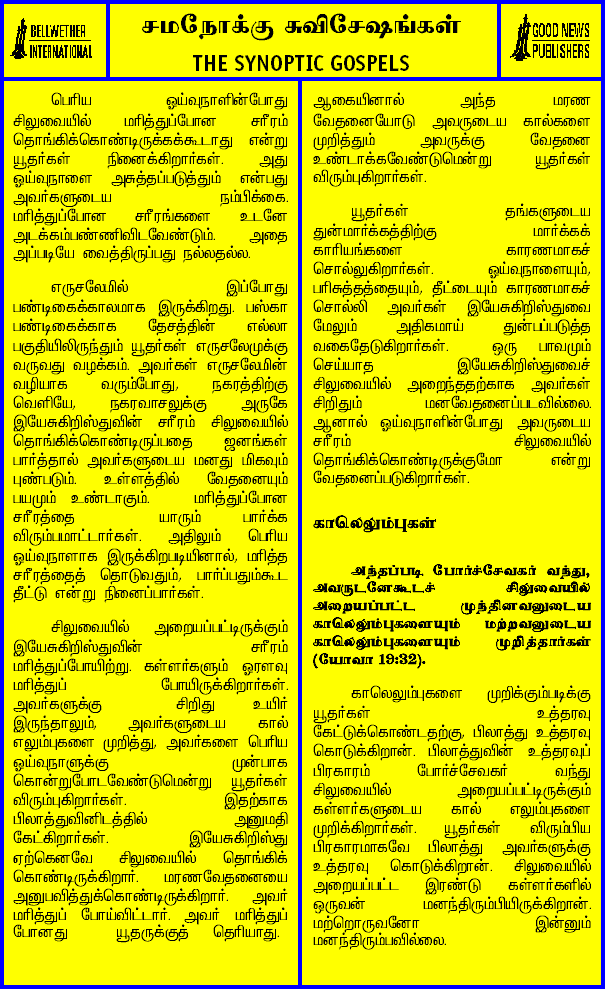 BELLWETHER
INTERNATIONAL
சமநோக்கு சுவிசேஷங்கள்
THE SYNOPTIC GOSPELS
GOOD NEWS
PUBLISHERS
பெரிய ஓய்வுநாளின்போது
சிலுவையில் மரித்துப்போன சரீரம்
தொங்கிக்கொண்டிருக்கக்கூடாது என்று
யூதர்கள் நினைக்கிறார்கள். அது
ஓய்வுநாளை அசுத்தப்படுத்தும் என்பது
அவர்களுடைய நம்பிக்கை.
மரித்துப்போன சரீரங்களை உடனே
அடக்கம்பண்ணிவிடவேண்டும். அதை
அப்படியே வைத்திருப்பது நல்லதல்ல.
எருசலேமில் இப்போது
பண்டிகைக்காலமாக இருக்கிறது. பஸ்கா
பண்டிகைக்காக தேசத்தின் எல்லா
பகுதியிலிருந்தும் யூதர்கள் எருசலேமுக்கு
வருவது வழக்கம். அவர்கள் எருசலேமின்
வழியாக வரும்போது, நகரத்திற்கு
வெளியே, நகரவாசலுக்கு அருகே
இயேசுகிறிஸ்துவின் சரீரம் சிலுவையில்
தொங்கிக்கொண்டிருப்பதை ஜனங்கள்
பார்த்தால் அவர்களுடைய மனது மிகவும்
புண்படும். உள்ளத்தில் வேதனையும்
பயமும் உண்டாகும். மரித்துப்போன
சரீரத்தை யாரும் பார்க்க
விரும்பமாட்டார்கள். அதிலும் பெரிய
ஓய்வுநாளாக இருக்கிறபடியினால், மரித்த
சரீரத்தைத் தொடுவதும், பார்ப்பதும்கூட
தீட்டு என்று நினைப்பார்கள்.
சிலுவையில் அறையப்பட்டிருக்கும்
இயேசுகிறிஸ்துவின் சரீரம்
மரித்துப்போயிற்று. கள்ளர்களும் ஓரளவு
மரித்துப் போயிருக்கிறார்கள்.
அவர்களுக்கு சிறிது உயிர்
இருந்தாலும், அவர்களுடைய கால்
எலும்புகளை முறித்து, அவர்களை பெரிய
ஓய்வுநாளுக்கு முன்பாக
கொன்றுபோடவேண்டுமென்று யூதர்கள்
விரும்புகிறார்கள். இதற்காக
பிலாத்துவினிடத்தில் அனுமதி
கேட்கிறார்கள். இயேசுகிறிஸ்து
ஏற்கெனவே சிலுவையில் தொங்கிக்
கொண்டிருக்கிறார். மரணவேதனையை
அனுபவித்துக்கொண்டிருக்கிறார். அவர்
மரித்துப் போய்விட்டார். அவர் மரித்துப்
போனது யூதருக்குத் தெரியாது.
ஆகையினால் அந்த மரண
வேதனையோடு அவருடைய கால்களை
முறித்தும் அவருக்கு வேதனை
உண்டாக்கவேண்டுமென்று யூதர்கள்
விரும்புகிறார்கள்.
யூதர்கள் தங்களுடைய
துன்மார்க்கத்திற்கு மார்க்கக்
காரியங்களை காரணமாகச்
சொல்லுகிறார்கள். ஓய்வுநாளையும்,
பரிசுத்தத்தையும், தீட்டையும் காரணமாகச்
சொல்லி அவர்கள் இயேசுகிறிஸ்துவை
மேலும் அதிகமாய் துன்பப்படுத்த
வகைதேடுகிறார்கள். ஒரு பாவமும்
செய்யாத இயேசுகிறிஸ்துவைச்
சிலுவையில் அறைந்ததற்காக அவர்கள்
சிறிதும் மனவேதனைப்படவில்லை.
ஆனால் ஓய்வுநாளின்போது அவருடைய
சரீரம் சிலுவையில்
தொங்கிக்கொண்டிருக்குமோ என்று
வேதனைப்படுகிறார்கள்.
காலெலும்புகள்
அந்தப்படி போர்ச்சேவகர் வந்து,
அவருடனேகூடச் சிலுவையில்
அறையப்பட்ட முந்தினவனுடைய
காலெலும்புகளையும் மற்றவனுடைய
காலெலும்புகளையும் முறித்தார்கள்
(யோவா 19:32).
காலெலும்புகளை முறிக்கும்படிக்கு
யூதர்கள் உத்தரவு
கேட்டுக்கொண்டதற்கு, பிலாத்து உத்தரவு
கொடுக்கிறான். பிலாத்துவின் உத்தரவுப்
பிரகாரம் போர்ச்சேவகர் வந்து
சிலுவையில் அறையப்பட்டிருக்கும்
கள்ளர்களுடைய கால் எலும்புகளை
முறிக்கிறார்கள். யூதர்கள் விரும்பிய
பிரகாரமாகவே பிலாத்து அவர்களுக்கு
உத்தரவு கொடுக்கிறான். சிலுவையில்
அறையப்பட்ட இரண்டு கள்ளர்களில்
ஒருவன் மனந்திரும்பியிருக்கிறான்.
மற்றொருவனோ இன்னும்
மனந்திரும்பவில்லை.